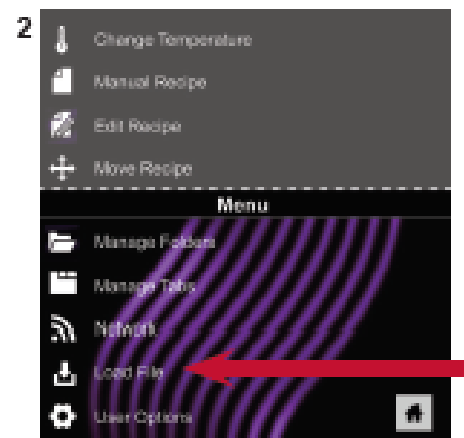 2
Change Temperature
Manual Recipe
Edit Recipe
Move Recipe
Menu
Manage Folders
Manage Tabs
Network
Load File
User Options